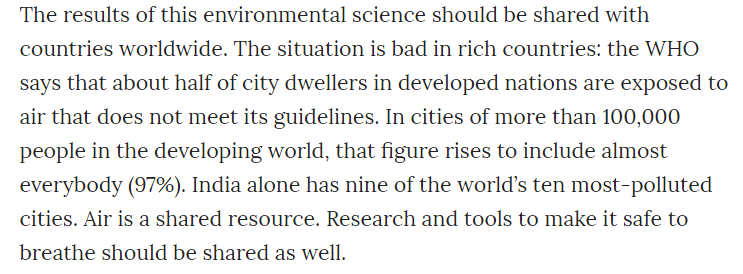 The results of this environmental science should be shared with
countries worldwide. The situation is bad in rich countries: the WHO
says that about half of city dwellers in developed nations are exposed to
air that does not meet its guidelines. In cities of more than 100,000
people in the developing world, that figure rises to include almost
everybody (97%). India alone has nine of the world’s ten most-polluted
cities. Air is a shared resource. Research and tools to make it safe to
breathe should be shared as well.